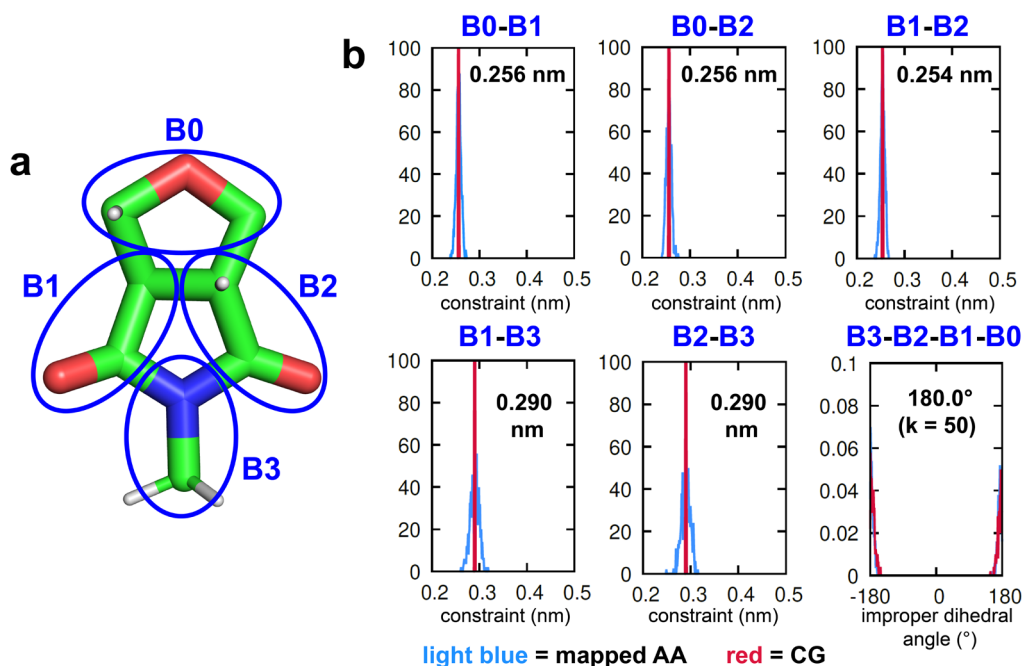 a
B0
B1
B2
B3
b
B0-B1
100
80
60
40
20
0
0.256 nm
0.2 0.3 0.4 0.5
constraint (nm)
B0-B2
100
80
60
40
20
0
0.256 nm
0.2 0.3 0.4 0.5
constraint (nm)
B1-B2
100
80
60
40
20
0
0.254 nm
0.2 0.3 0.4 0.5
constraint (nm)
B1-B3
100
80
60
40
20
0
0.290
nm
0.2 0.3 0.4 0.5
constraint (nm)
B2-B3
100
80
60
40
20
0
0.290
nm
0.2 0.3 0.4 0.5
constraint (nm)
B3-B2-B1-B0
0.1
0.08
0.06
0.04
0.02
0
180.0°
(k = 50)
-180 0 180
improper dihedral
angle (°)
light blue = mapped AA red = CG